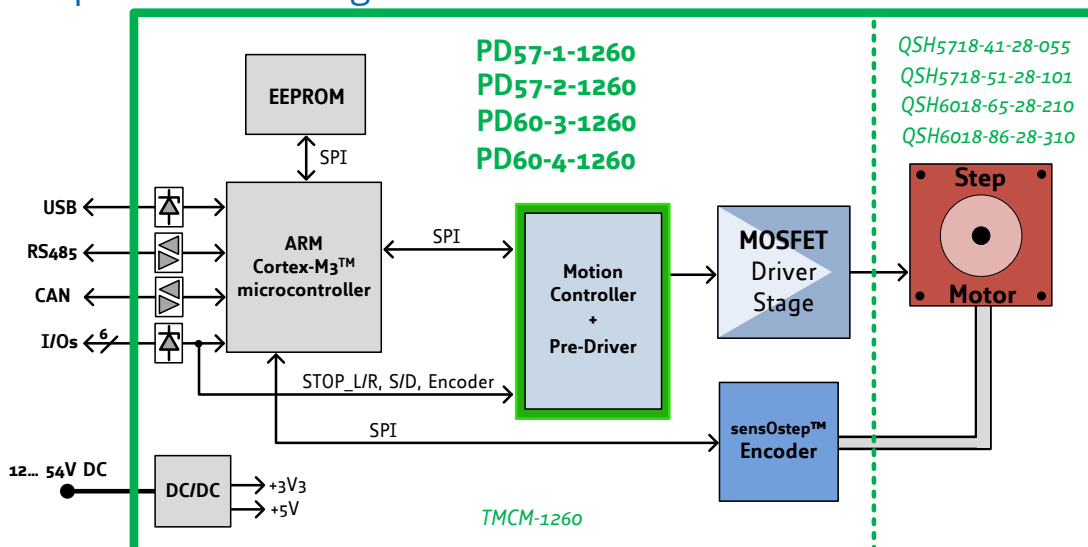 PD57-1-1260
PD57-2-1260
PD60-3-1260
PD60-4-1260
QSH5718-41-28-055
QSH5718-51-28-101
QSH6018-65-28-210
QSH6018-86-28-310
EEPROM
SPI
USB
RS485
CAN
I/Os
6
ARM
Cortex-M3™
microcontroller
SPI
Motion
Controller
+
Pre-Driver
MOSFET
Driver
Stage
Step
Motor
STOP_L/R, S/D, Encoder
SPI
sensOstep™
Encoder
12... 54V DC
DC/DC
+3V3
+5V
TMCM-1260